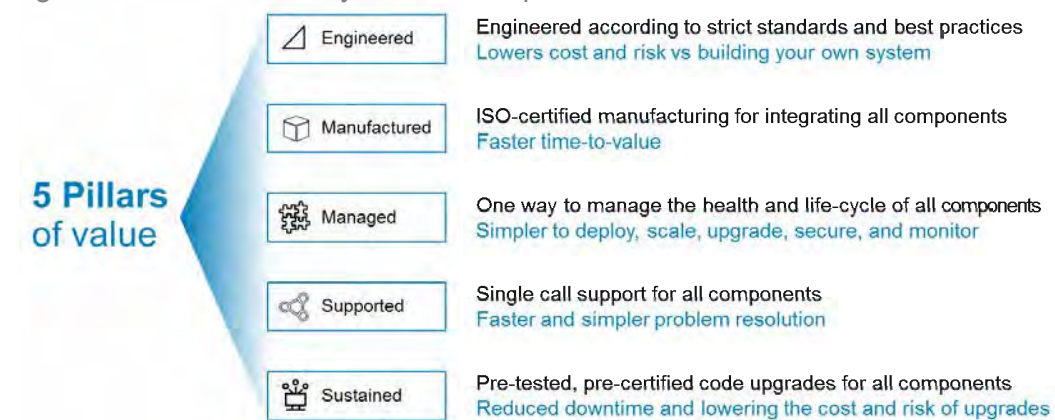 5 Pillars
of value
Engineered
Engineered according to strict standards and best practices
Lowers cost and risk vs building your own system
Manufactured
ISO-certified manufacturing for integrating all components
Faster time-to-value
Managed
One way to manage the health and life-cycle of all components
Simpler to deploy, scale, upgrade, secure, and monitor
Supported
Single call support for all components
Faster and simpler problem resolution
Sustained
Pre-tested, pre-certified code upgrades for all components
Reduced downtime and lowering the cost and risk of upgrades